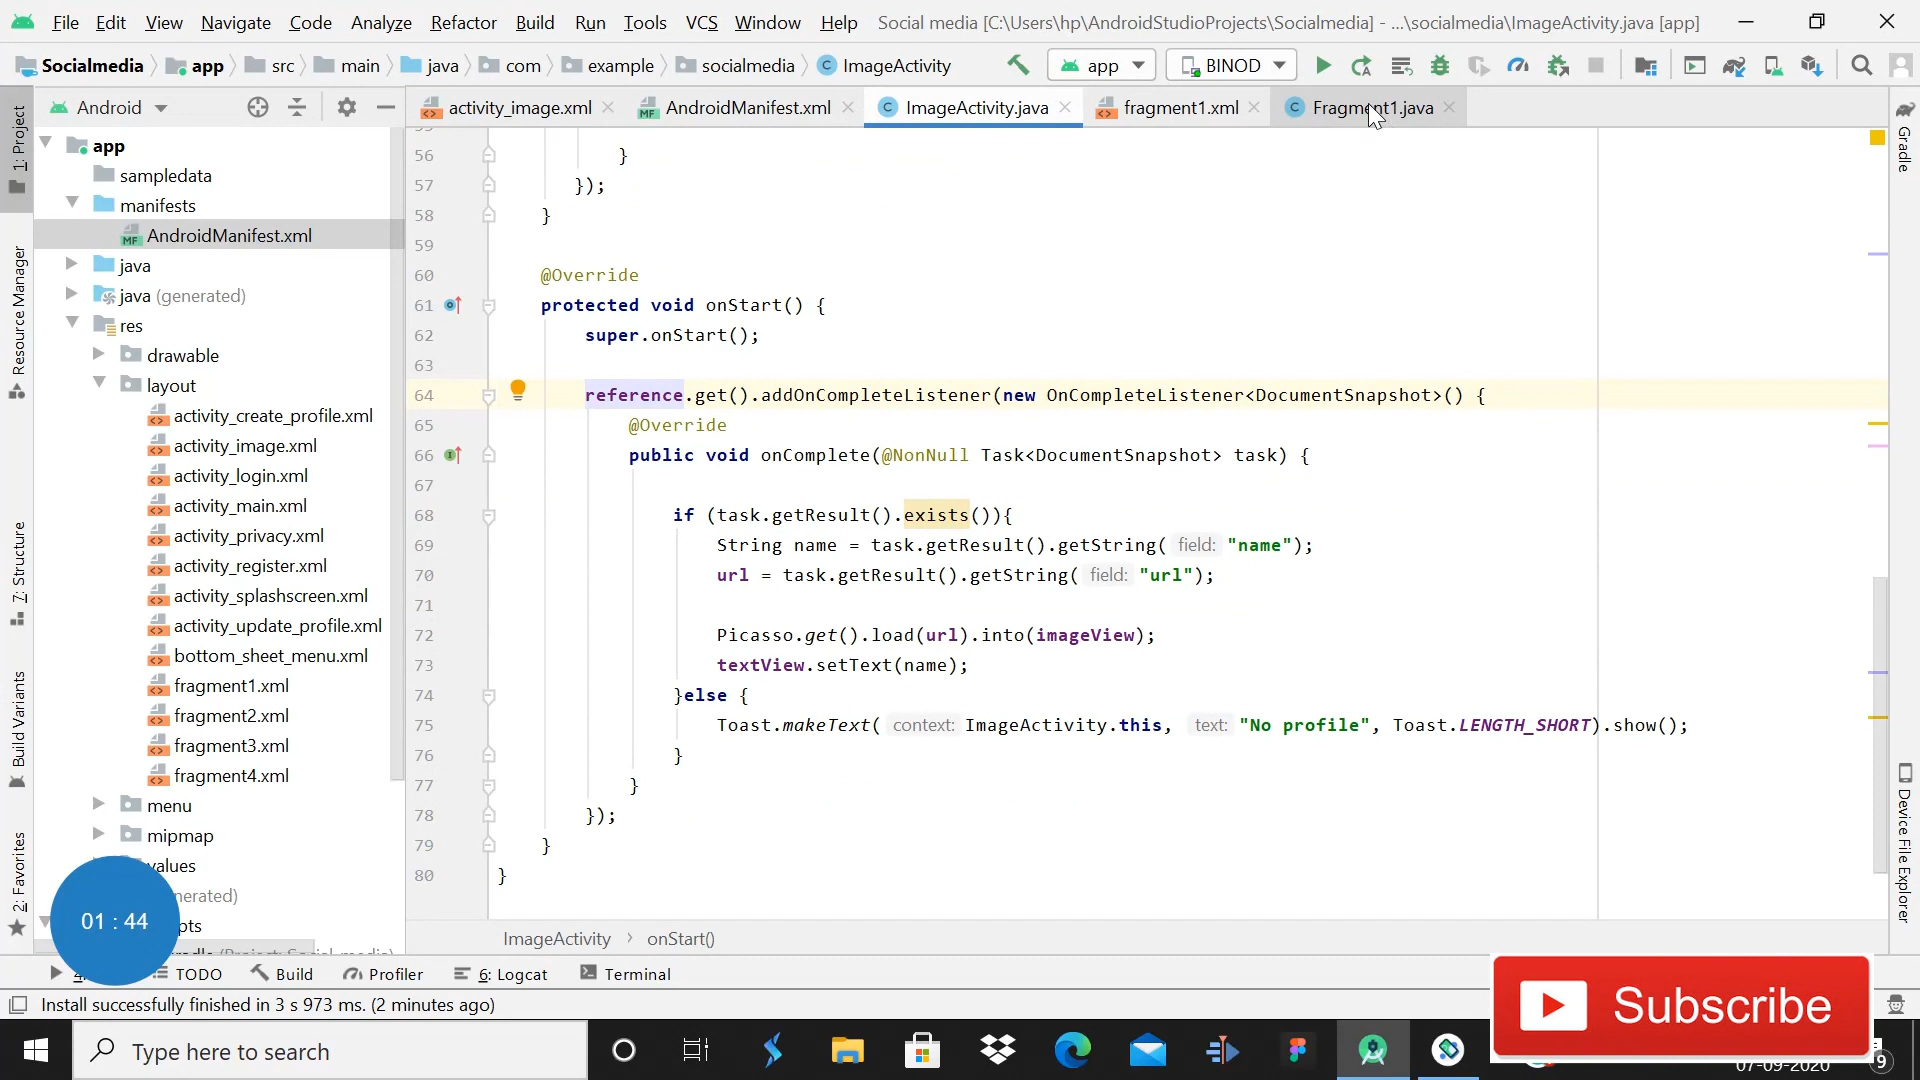 File Edit View Navigate Code Analyze Refactor Build Run Tools VCS Window Help Social media [C:\Users\hp\AndroidStudioProjects\Socialmedia] - ...\socialmedia\ImageActivity.java [app]
Socialmedia app src main java com example socialmedia ImageActivity app BINOD
Android activity_image.xml AndroidManifest.xml ImageActivity.java fragment1.xml Fragment1.java
1: Project
Resource Manager
7: Structure
Build Variants
2: Favorites
Gradle
Device File Explorer
app
sampledata
manifests
AndroidManifest.xml
java
java (generated)
res
drawable
layout
activity_create_profile.xml
activity_image.xml
activity_login.xml
activity_main.xml
activity_privacy.xml
activity_register.xml
activity_splashscreen.xml
activity_update_profile.xml
bottom_sheet_menu.xml
fragment1.xml
fragment2.xml
fragment3.xml
fragment4.xml
menu
mipmap
values
01 : 44
56 }
57 });
58 }
59
60 @Override
61 protected void onStart() {
62 super.onStart();
63
64 reference.get().addOnCompleteListener(new OnCompleteListener<DocumentSnapshot>() {
65 @Override
66 public void onComplete(@NonNull Task<DocumentSnapshot> task) {
67
68 if (task.getResult().exists()){
69 String name = task.getResult().getString( field: "name");
70 url = task.getResult().getString( field: "url");
71
72 Picasso.get().load(url).into(imageView);
73 textView.setText(name);
74 }else {
75 Toast.makeText( context: ImageActivity.this, text: "No profile", Toast.LENGTH_SHORT).show();
76 }
77 }
78 });
79 }
80 }
ImageActivity › onStart()
TODO Build Profiler 6: Logcat Terminal
Install successfully finished in 3 s 973 ms. (2 minutes ago)
Subscribe
Type here to search
07-09-2020
9